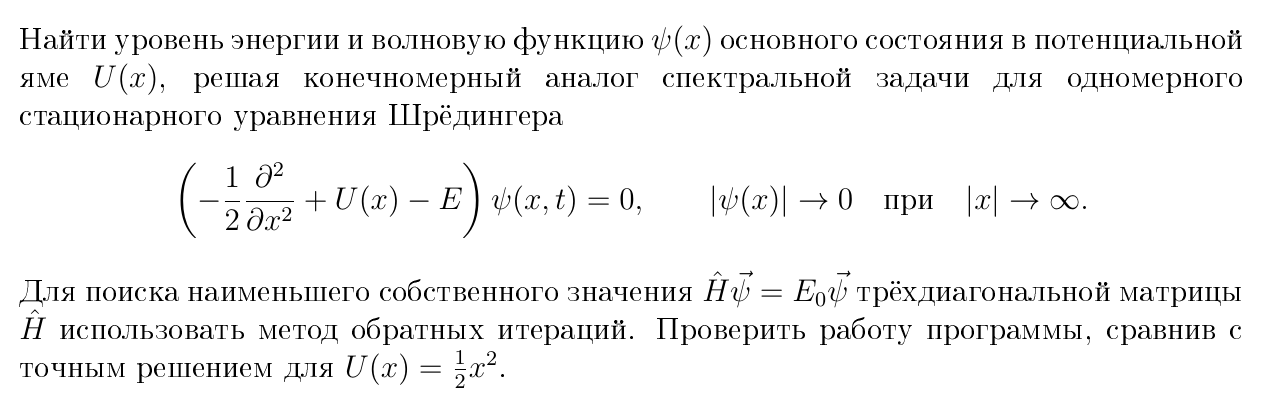 Найти уровень энергии и волновую функцию ψ(x) основного состояния в потенциальной
яме U(x), решая конечномерный аналог спектральной задачи для одномерного
стационарного уравнения Шрёдингера
(−1/2 ∂²/∂x² + U(x) − E) ψ(x, t) = 0, |ψ(x)| → 0 при |x| → ∞.
Для поиска наименьшего собственного значения Ĥψ⃗ = E₀ψ⃗ трёхдиагональной матрицы
Ĥ использовать метод обратных итераций. Проверить работу программы, сравнив с
точным решением для U(x) = ½x².